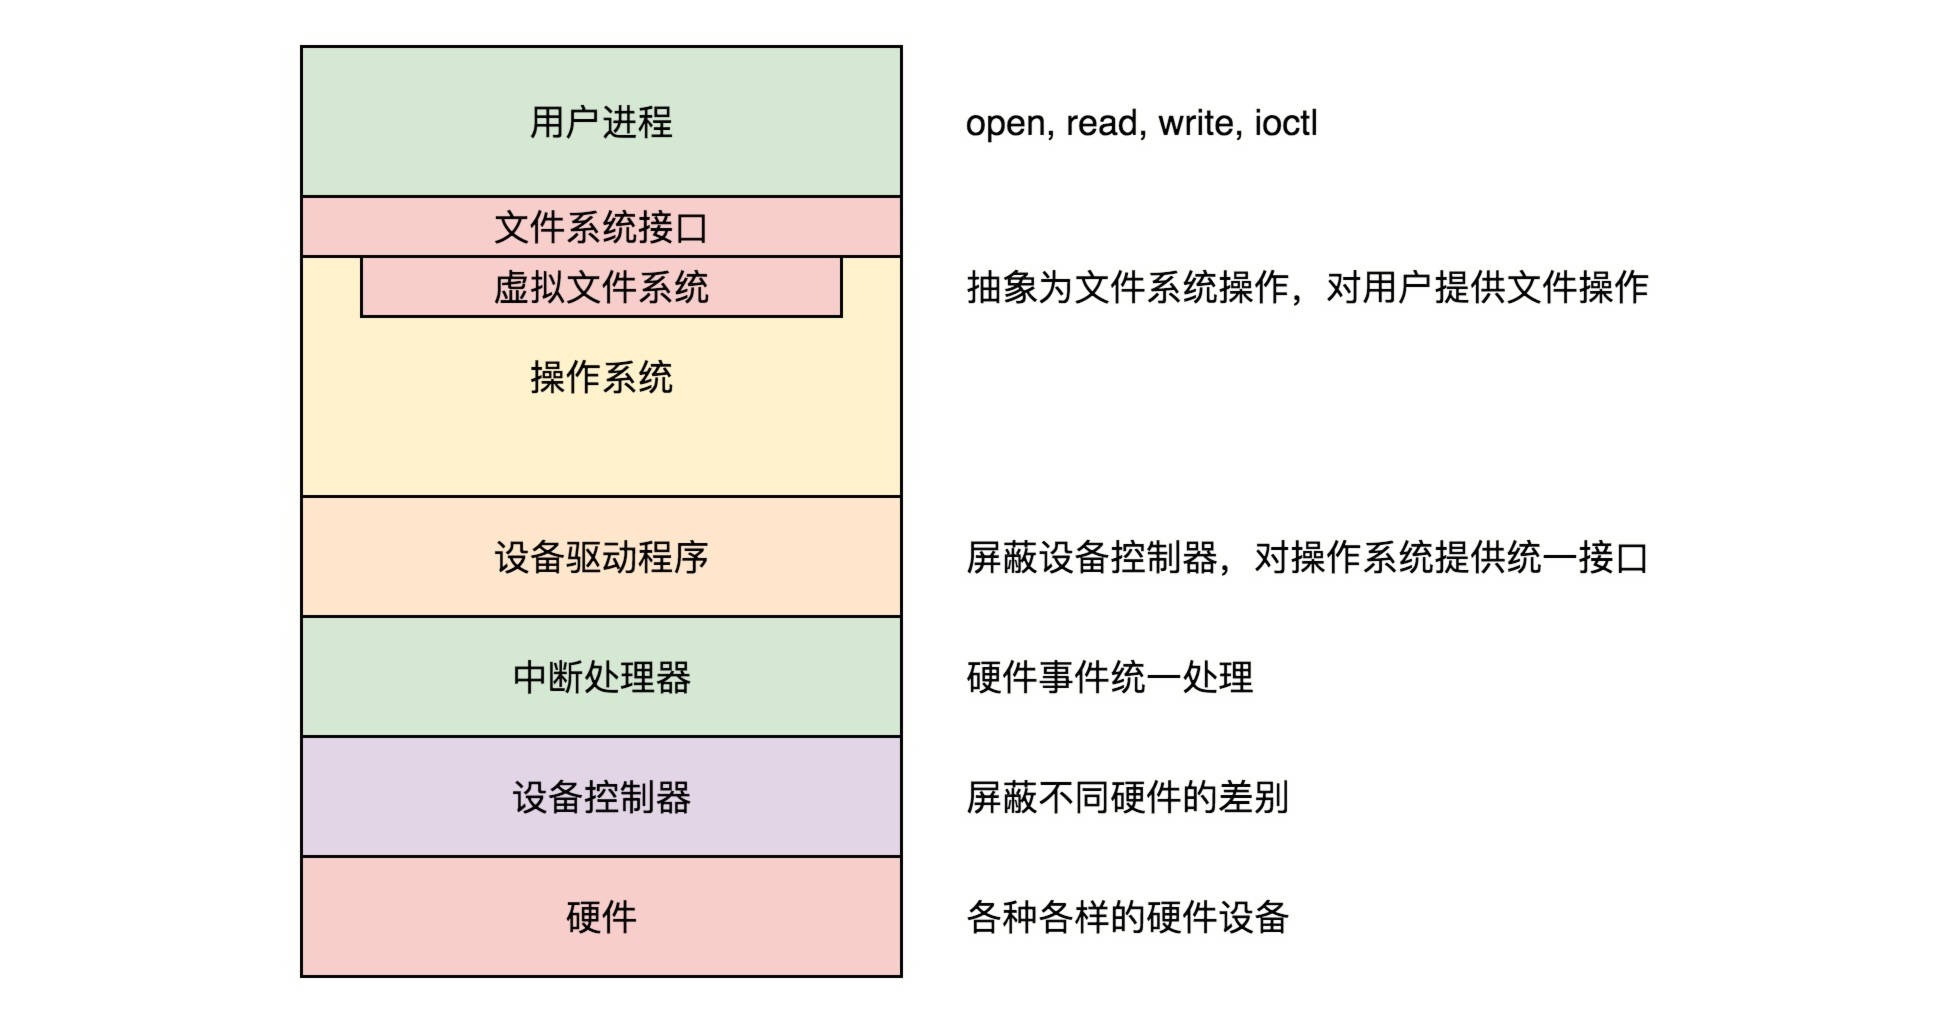 用户进程
open, read, write, ioctl
文件系统接口
虚拟文件系统
抽象为文件系统操作，对用户提供文件操作
操作系统
设备驱动程序
屏蔽设备控制器，对操作系统提供统一接口
中断处理器
硬件事件统一处理
设备控制器
屏蔽不同硬件的差别
硬件
各种各样的硬件设备